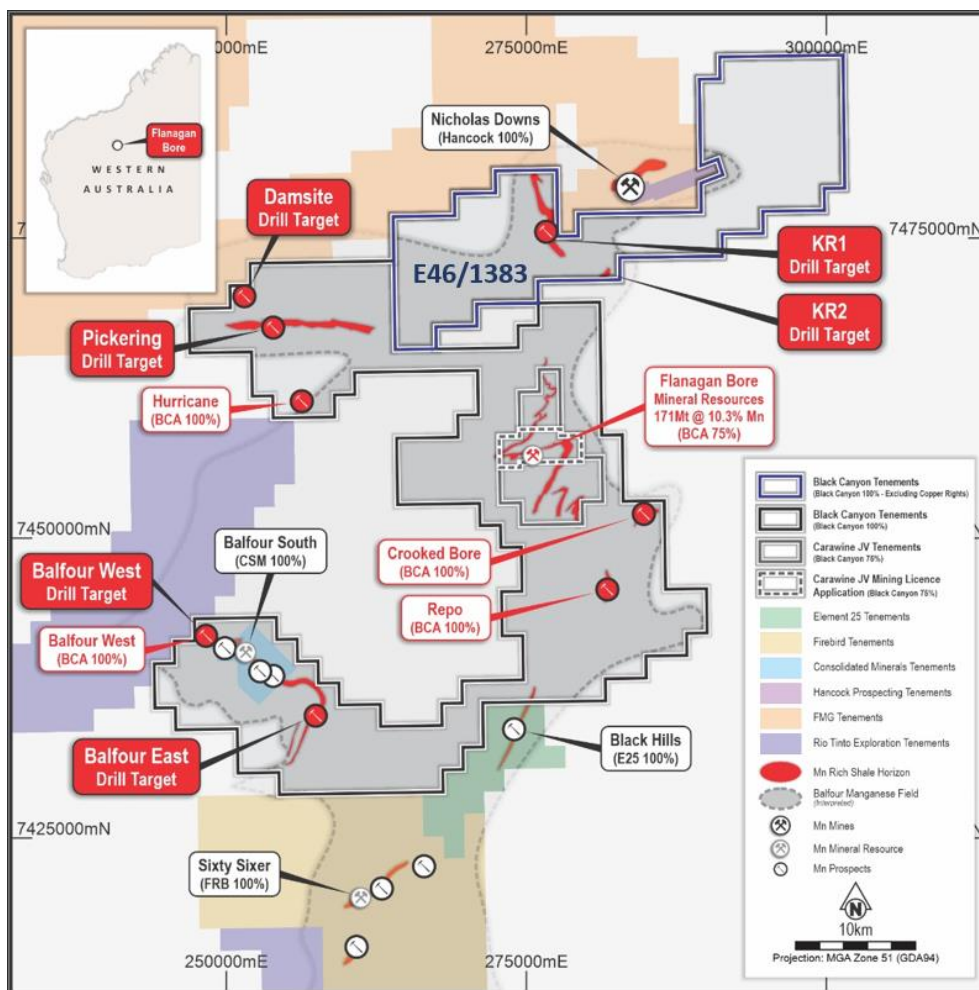 000mE
275000mE
300000mE
Flanagan
Bore
WESTERN
AUSTRALIA
Nicholas Downs
(Hancock 100%)
Damsite
Drill Target
7475000mN
E46/1383
KR1
Drill Target
KR2
Drill Target
Pickering
Drill Target
Hurricane
(BCA 100%)
Flanagan Bore
Mineral Resources
171Mt @ 10.3% Mn
(BCA 75%)
7450000mN
Balfour South
(CSM 100%)
Crooked Bore
(BCA 100%)
Balfour West
Drill Target
Repo
(BCA 100%)
Balfour West
(BCA 100%)
Balfour East
Drill Target
Black Hills
(E25 100%)
7425000mN
Sixty Sixer
(FRB 100%)
250000mE
275000mE
Black Canyon Tenements
(Black Canyon 100% - Excluding Copper Rights)
Black Canyon Tenements
(Black Canyon 100%)
Carawine JV Tenements
(Black Canyon 75%)
Carawine JV Mining Licence
Application (Black Canyon 75%)
Element 25 Tenements
Firebird Tenements
Consolidated Minerals Tenements
Hancock Prospecting Tenements
FMG Tenements
Rio Tinto Exploration Tenements
Mn Rich Shale Horizon
Balfour Manganese Field
(Interpreted)
Mn Mines
Mn Mineral Resource
Mn Prospects
N
10km
Projection: MGA Zone 51 (GDA94)